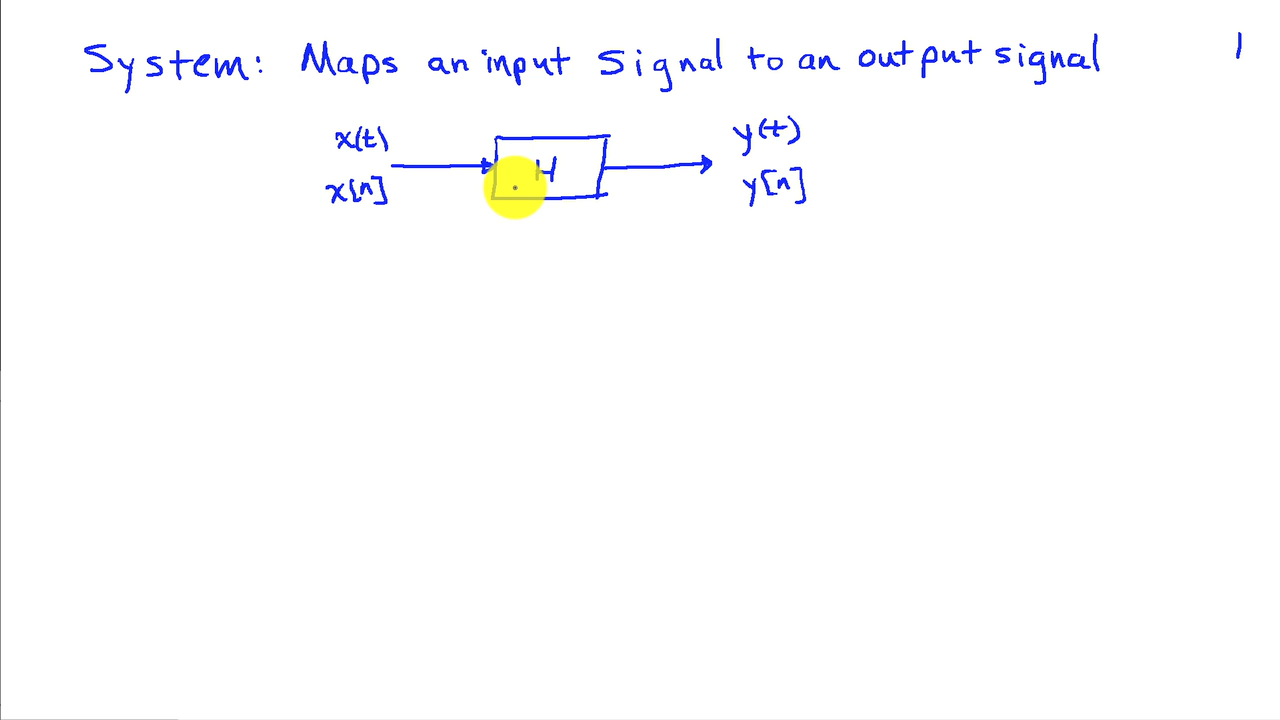 System: Maps an input signal to an output signal 1
x(t) y(t)
H
x[n] y[n]